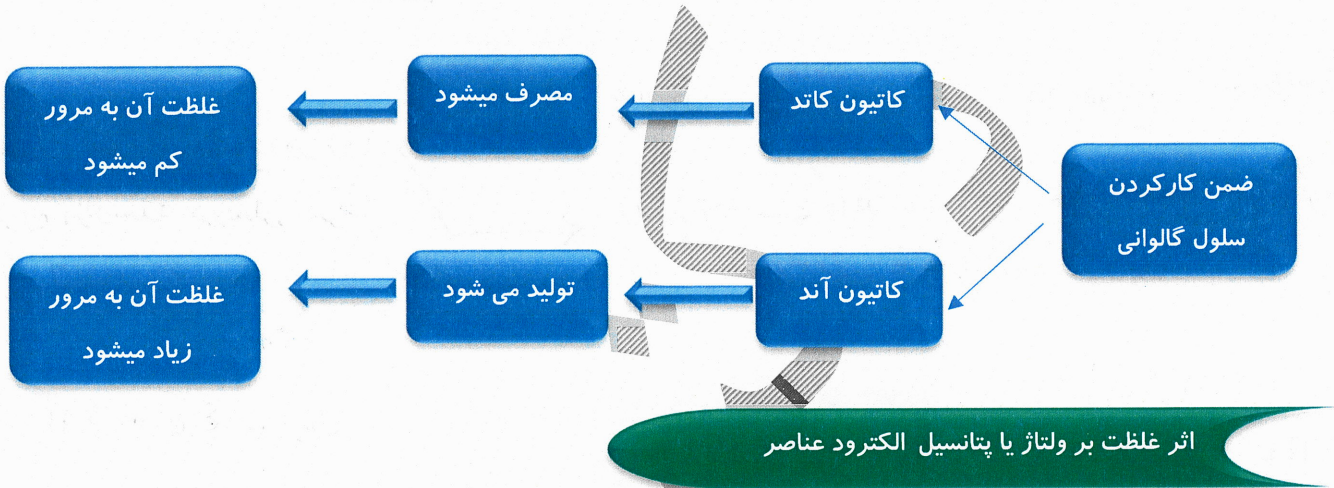 ضمن کارکردن
سلول گالوانی
کاتیون کاتد
مصرف میشود
غلظت آن به مرور
کم میشود
کاتیون آند
تولید می شود
غلظت آن به مرور
زیاد میشود
اثر غلظت بر ولتاژ یا پتانسیل الکترود عناصر